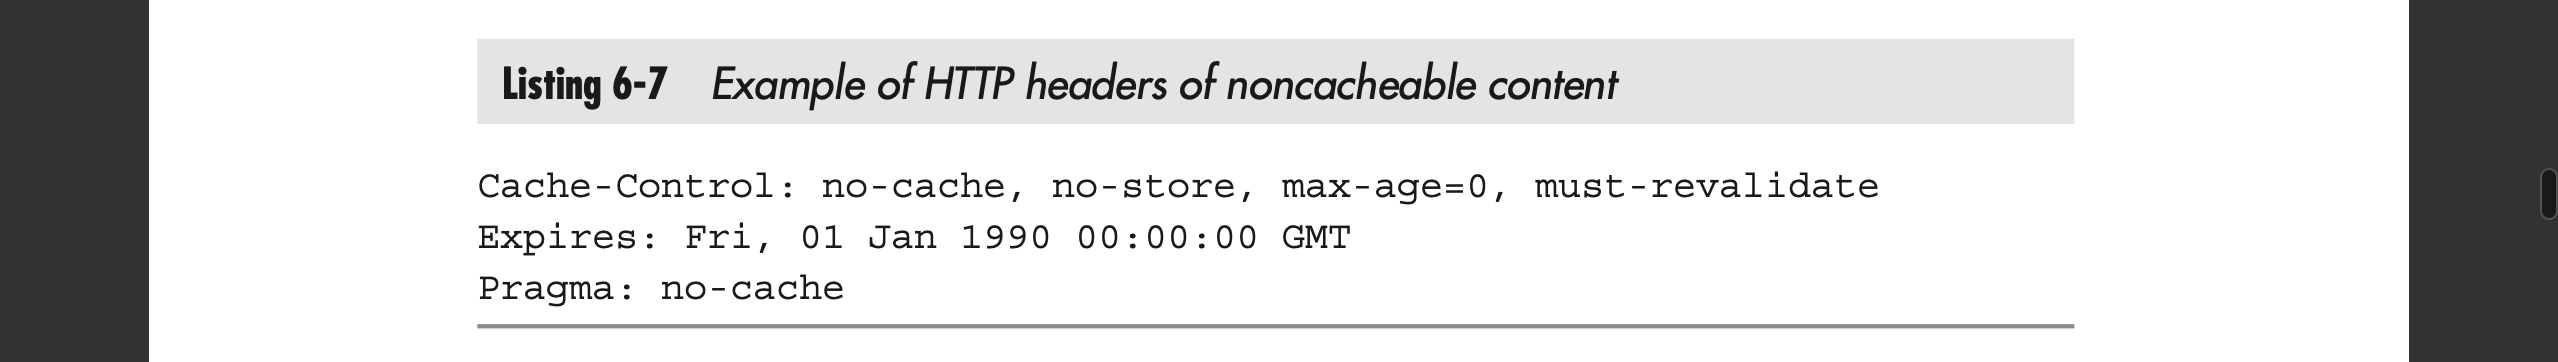 Listing 6-7 Example of HTTP headers of noncacheable content
Cache-Control: no-cache, no-store, max-age=0, must-revalidate
Expires: Fri, 01 Jan 1990 00:00:00 GMT
Pragma: no-cache